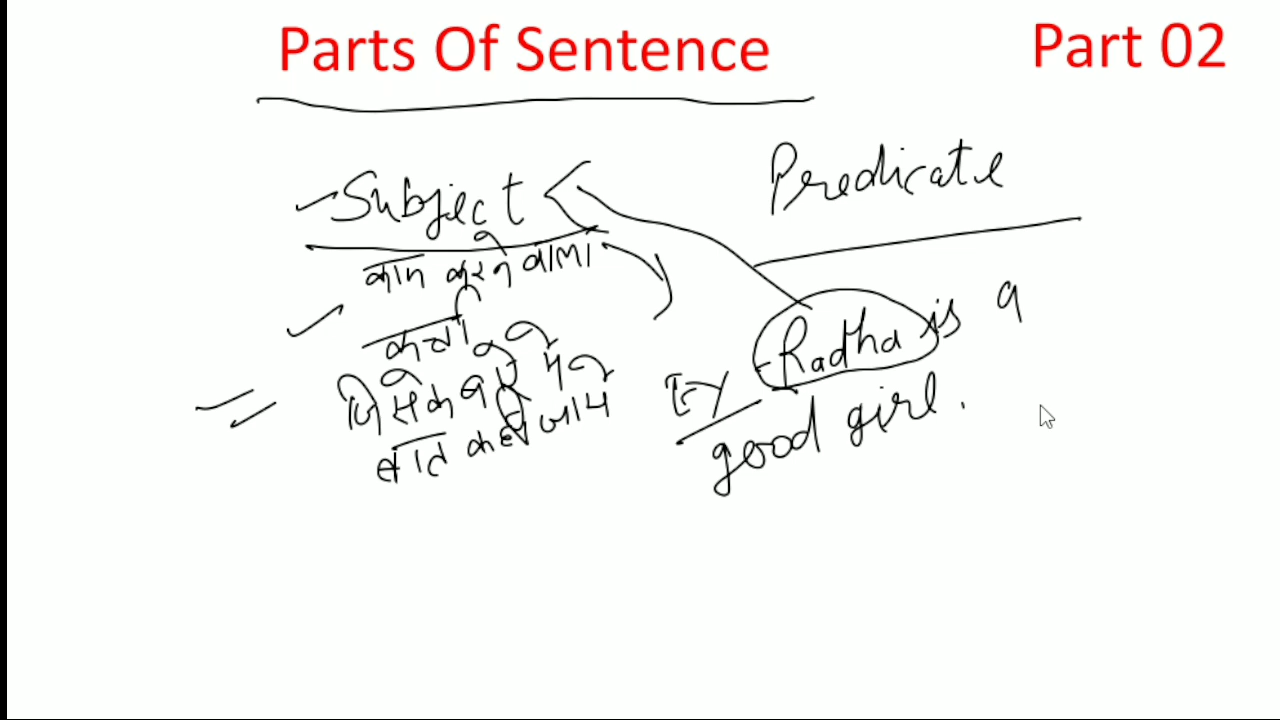 Parts Of Sentence
Part 02
Subject
Predicate
काम करने वाला
कर्ता
जिसके बारे में
बात कही जाये
Ex Radha is a
good girl.